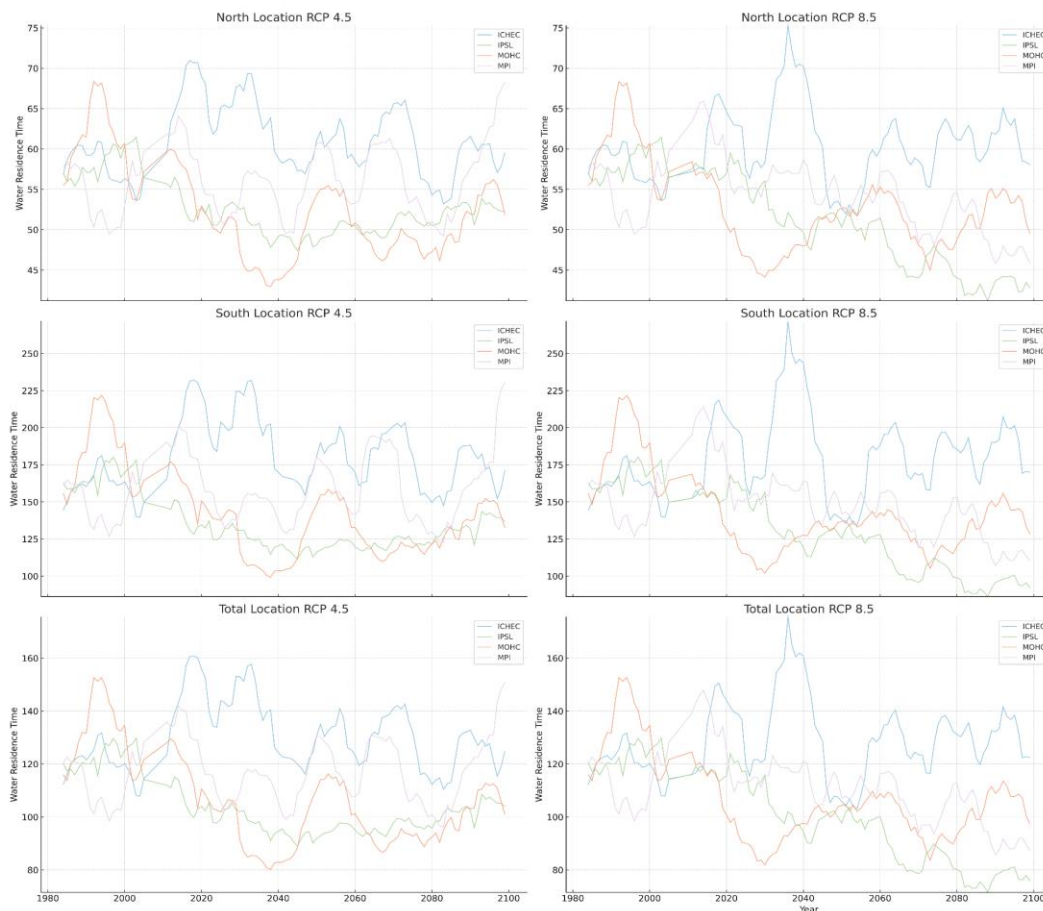 North Location RCP 4.5
75
70
65
60
55
50
45
Water Residence Time
ICHEC
IPSL
MOHC
MPI
North Location RCP 8.5
75
70
65
60
55
50
45
Water Residence Time
ICHEC
IPSL
MOHC
MPI
South Location RCP 4.5
250
225
200
175
150
125
100
Water Residence Time
ICHEC
IPSL
MOHC
MPI
South Location RCP 8.5
250
225
200
175
150
125
100
Water Residence Time
ICHEC
IPSL
MOHC
MPI
Total Location RCP 4.5
160
140
120
100
80
Water Residence Time
ICHEC
IPSL
MOHC
MPI
1980 2000 2020 2040 2060 2080 2100
Total Location RCP 8.5
160
140
120
100
80
Water Residence Time
ICHEC
IPSL
MOHC
MPI
1980 2000 2020 2040 2060 2080 2100
Year